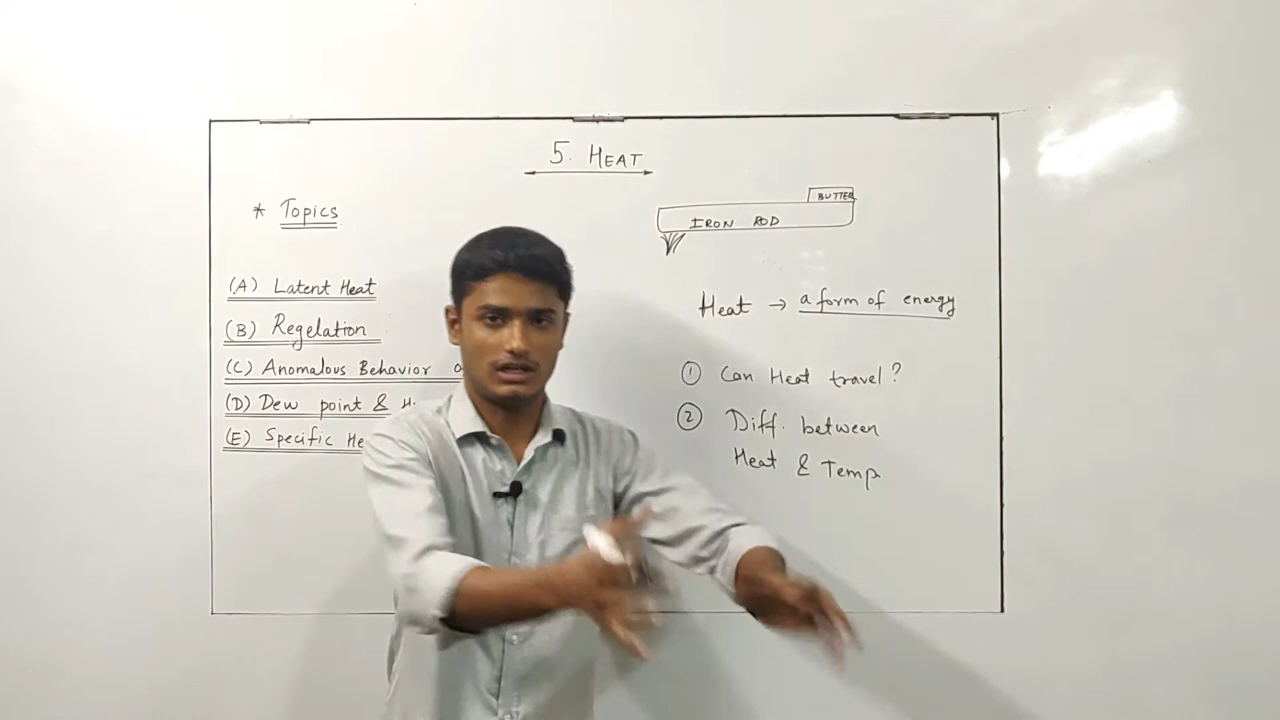 5. HEAT
* Topics
(A) Latent Heat
(B) Regelation
(C) Anomalous Behavior
(D) Dew point &
(E) Specific
BUTTER
IRON ROD
Heat → a form of energy
① Can Heat travel?
② Diff. between
Heat & Temp.